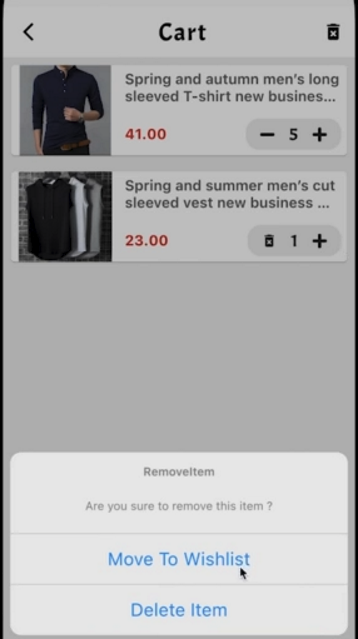 Cart
Spring and autumn men's long
sleeved T-shirt new busines...
41.00
5
Spring and summer men's cut
sleeved vest new business ...
23.00
1
RemoveItem
Are you sure to remove this item ?
Move To Wishlist
Delete Item